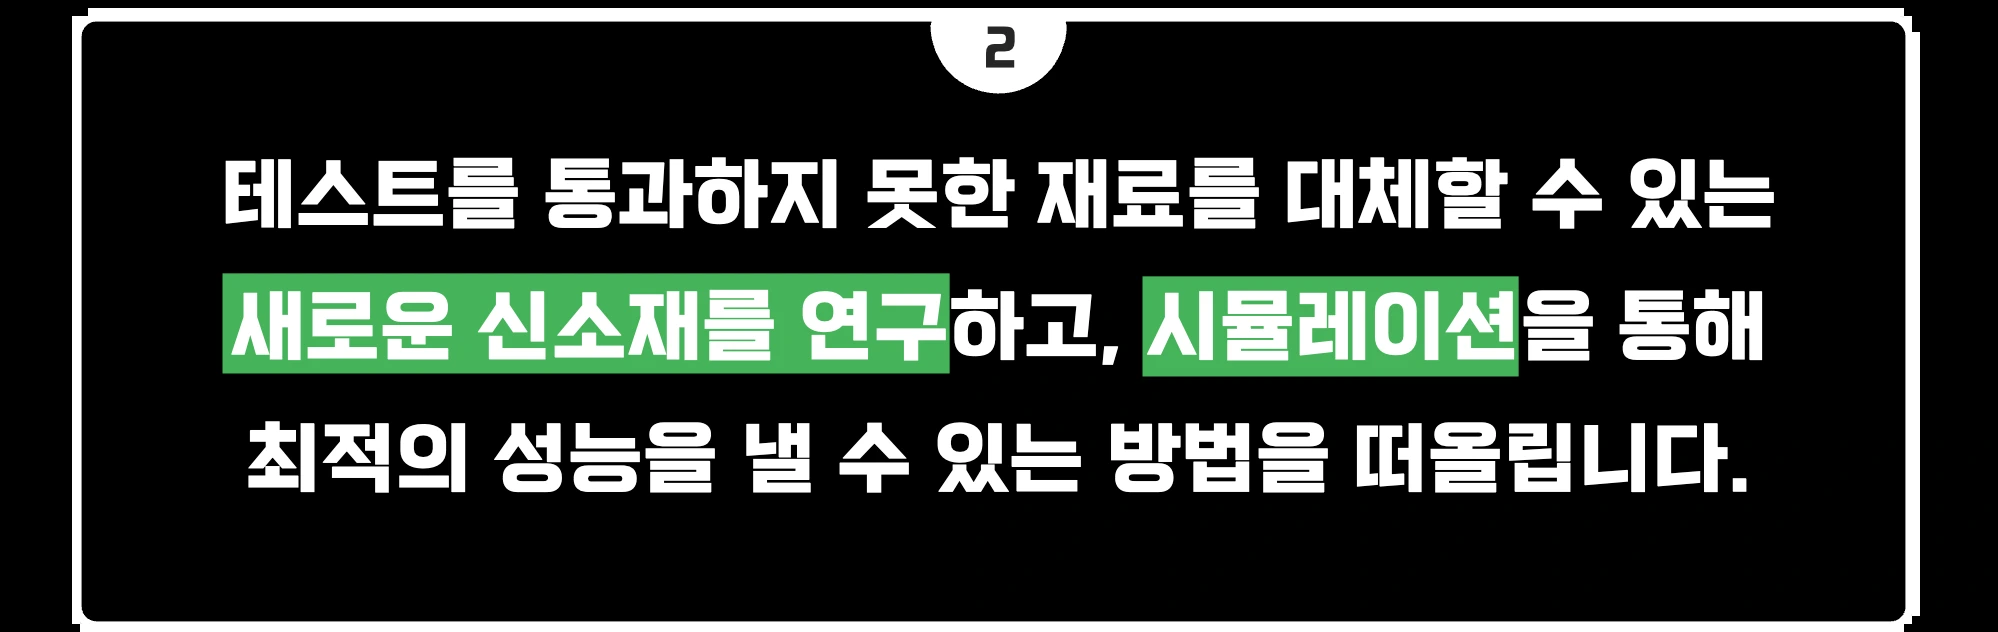 2
테스트를 통과하지 못한 재료를 대체할 수 있는
새로운 신소재를 연구하고, 시뮬레이션을 통해
최적의 성능을 낼 수 있는 방법을 떠올립니다.